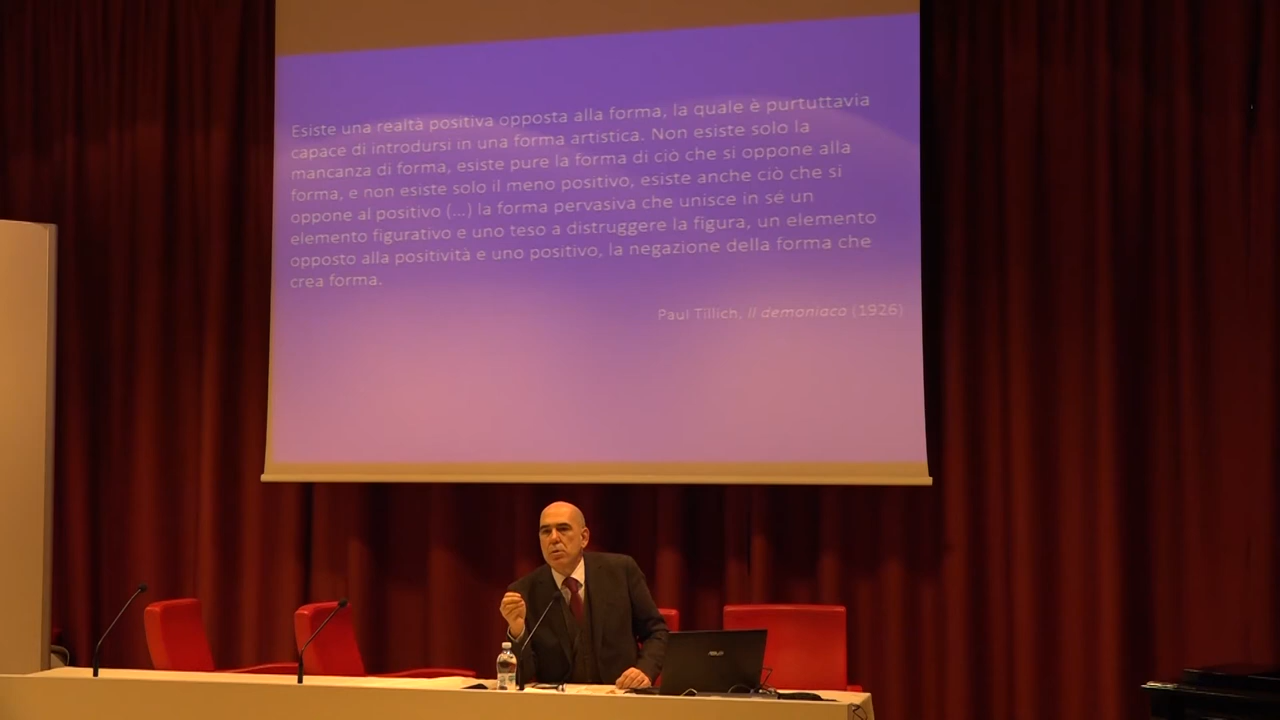 Esiste una realtà positiva opposta alla forma, la quale è purtuttavia
capace di introdursi in una forma artistica. Non esiste solo la
mancanza di forma, esiste pure la forma di ciò che si oppone alla
forma, e non esiste solo il meno positivo, esiste anche ciò che si
oppone al positivo (...) la forma pervasiva che unisce in sé un
elemento figurativo e uno teso a distruggere la figura, un elemento
opposto alla positività e uno positivo, la negazione della forma che
crea forma.
Paul Tillich, Il demoniaco (1926)
ASUS